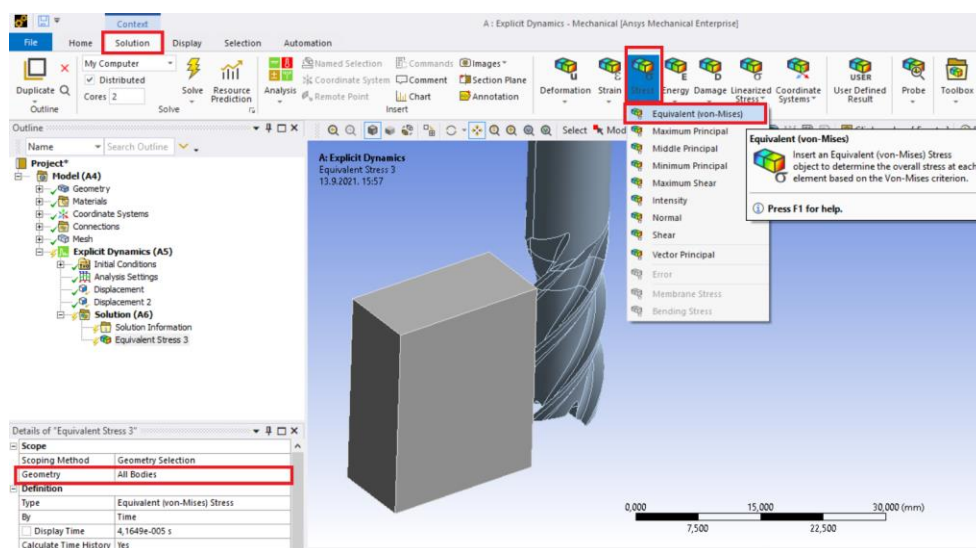 Context
A : Explicit Dynamics - Mechanical [Ansys Mechanical Enterprise]
File Home Solution Display Selection Automation
My Computer
Distributed
Cores 2
Duplicate
Outline
Solve
Resource Prediction
Solve
Analysis
Named Selection Commands Images
Coordinate System Comment Section Plane
Remote Point Chart Annotation
Insert
Deformation Strain Stress Energy Damage Linearized Stress Coordinate Systems User Defined Result Probe Toolbox
USER
Outline
Name Search Outline
Project*
Model (A4)
Geometry
Materials
Coordinate Systems
Connections
Mesh
Explicit Dynamics (A5)
Initial Conditions
Analysis Settings
Displacement
Displacement 2
Solution (A6)
Solution Information
Equivalent Stress 3
Select Mod
A: Explicit Dynamics
Equivalent Stress 3
13.9.2021. 15:57
Equivalent (von-Mises)
Maximum Principal
Middle Principal
Minimum Principal
Maximum Shear
Intensity
Normal
Shear
Vector Principal
Error
Membrane Stress
Bending Stress
Equivalent (von-Mises)
Insert an Equivalent (von-Mises) Stress
object to determine the overall stress at each
element based on the Von-Mises criterion.
Press F1 for help.
Details of "Equivalent Stress 3"
Scope
Scoping Method Geometry Selection
Geometry All Bodies
Definition
Type Equivalent (von-Mises) Stress
By Time
Display Time 4,1649e-005 s
Calculate Time History Yes
0,000 15,000 30,000 (mm)
7,500 22,500